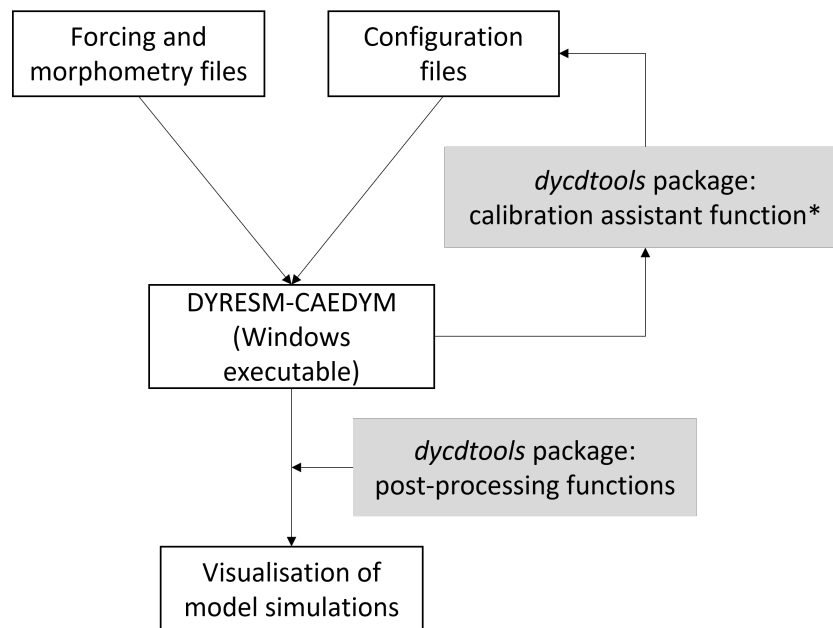 Forcing and
morphometry files
Configuration
files
dycdtools package:
calibration assistant function*
DYRESM-CAEDYM
(Windows
executable)
dycdtools package:
post-processing functions
Visualisation of
model simulations